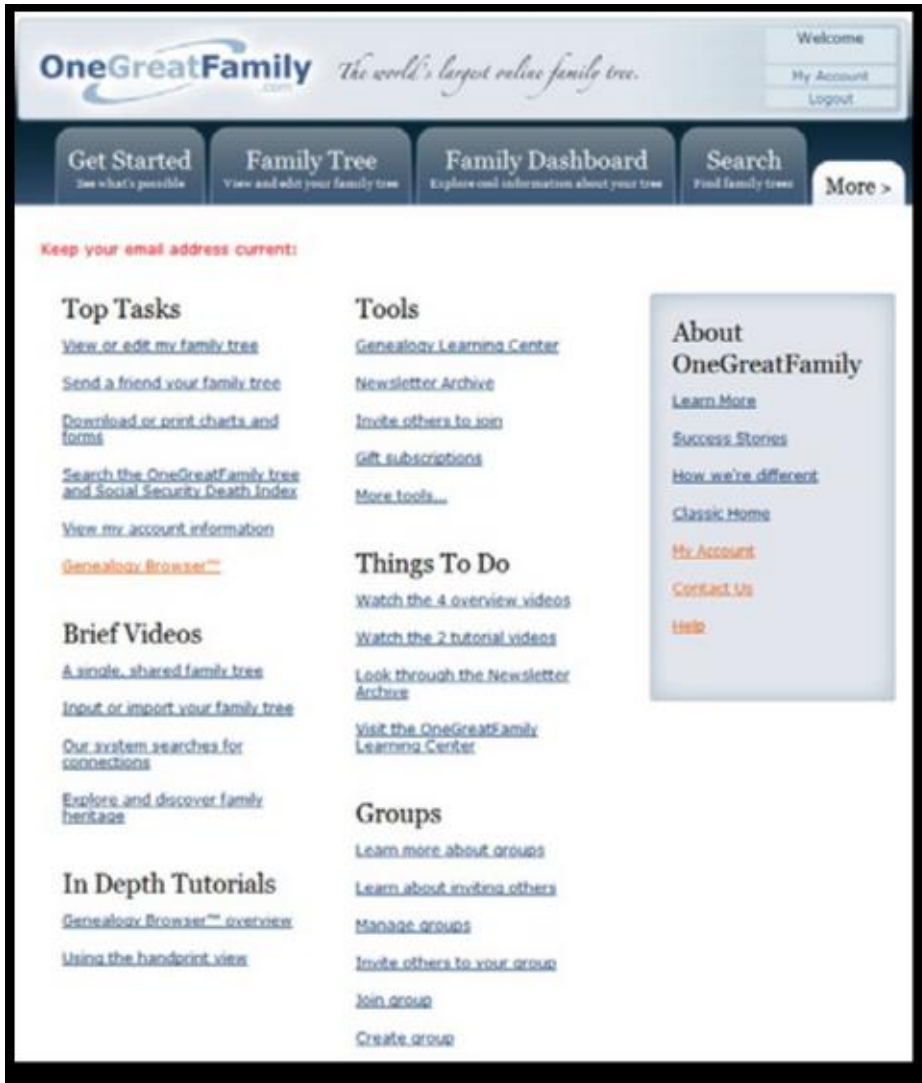 OneGreatFamily
.com
The world's largest online family tree.
Welcome
My Account
Logout
Get Started
See what's possible
Family Tree
View and edit your family tree
Family Dashboard
Explore cool information about your tree
Search
Find family trees
More >
Keep your email address current:
Top Tasks
View or edit my family tree
Send a friend your family tree
Download or print charts and
forms
Search the OneGreatFamily tree
and Social Security Death Index
View my account information
Genealogy Browser™
Brief Videos
A single, shared family tree
Input or import your family tree
Our system searches for
connections
Explore and discover family
heritage
In Depth Tutorials
Genealogy Browser™ overview
Using the handprint view
Tools
Genealogy Learning Center
Newsletter Archive
Invite others to join
Gift subscriptions
More tools...
Things To Do
Watch the 4 overview videos
Watch the 2 tutorial videos
Look through the Newsletter
Archive
Visit the OneGreatFamily
Learning Center
Groups
Learn more about groups
Learn about inviting others
Manage groups
Invite others to your group
Join group
Create group
About
OneGreatFamily
Learn More
Success Stories
How we're different
Classic Home
My Account
Contact Us
Help